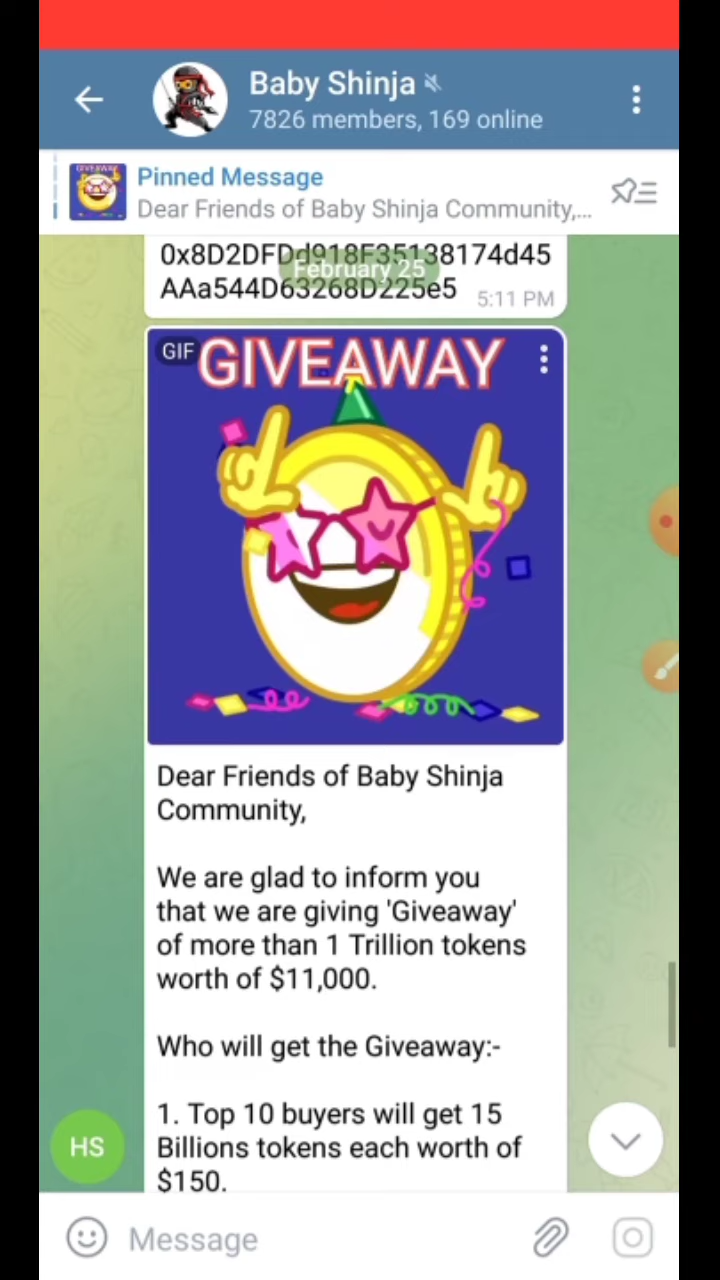 Baby Shinja
7826 members, 169 online
Pinned Message
Dear Friends of Baby Shinja Community,...
0x8D2DFDd918F35138174d45
February 25
AAa544D63268D225e5 5:11 PM
GIF
GIVEAWAY
Dear Friends of Baby Shinja
Community,
We are glad to inform you
that we are giving 'Giveaway'
of more than 1 Trillion tokens
worth of $11,000.
Who will get the Giveaway:-
1. Top 10 buyers will get 15
Billions tokens each worth of
$150.
HS
Message